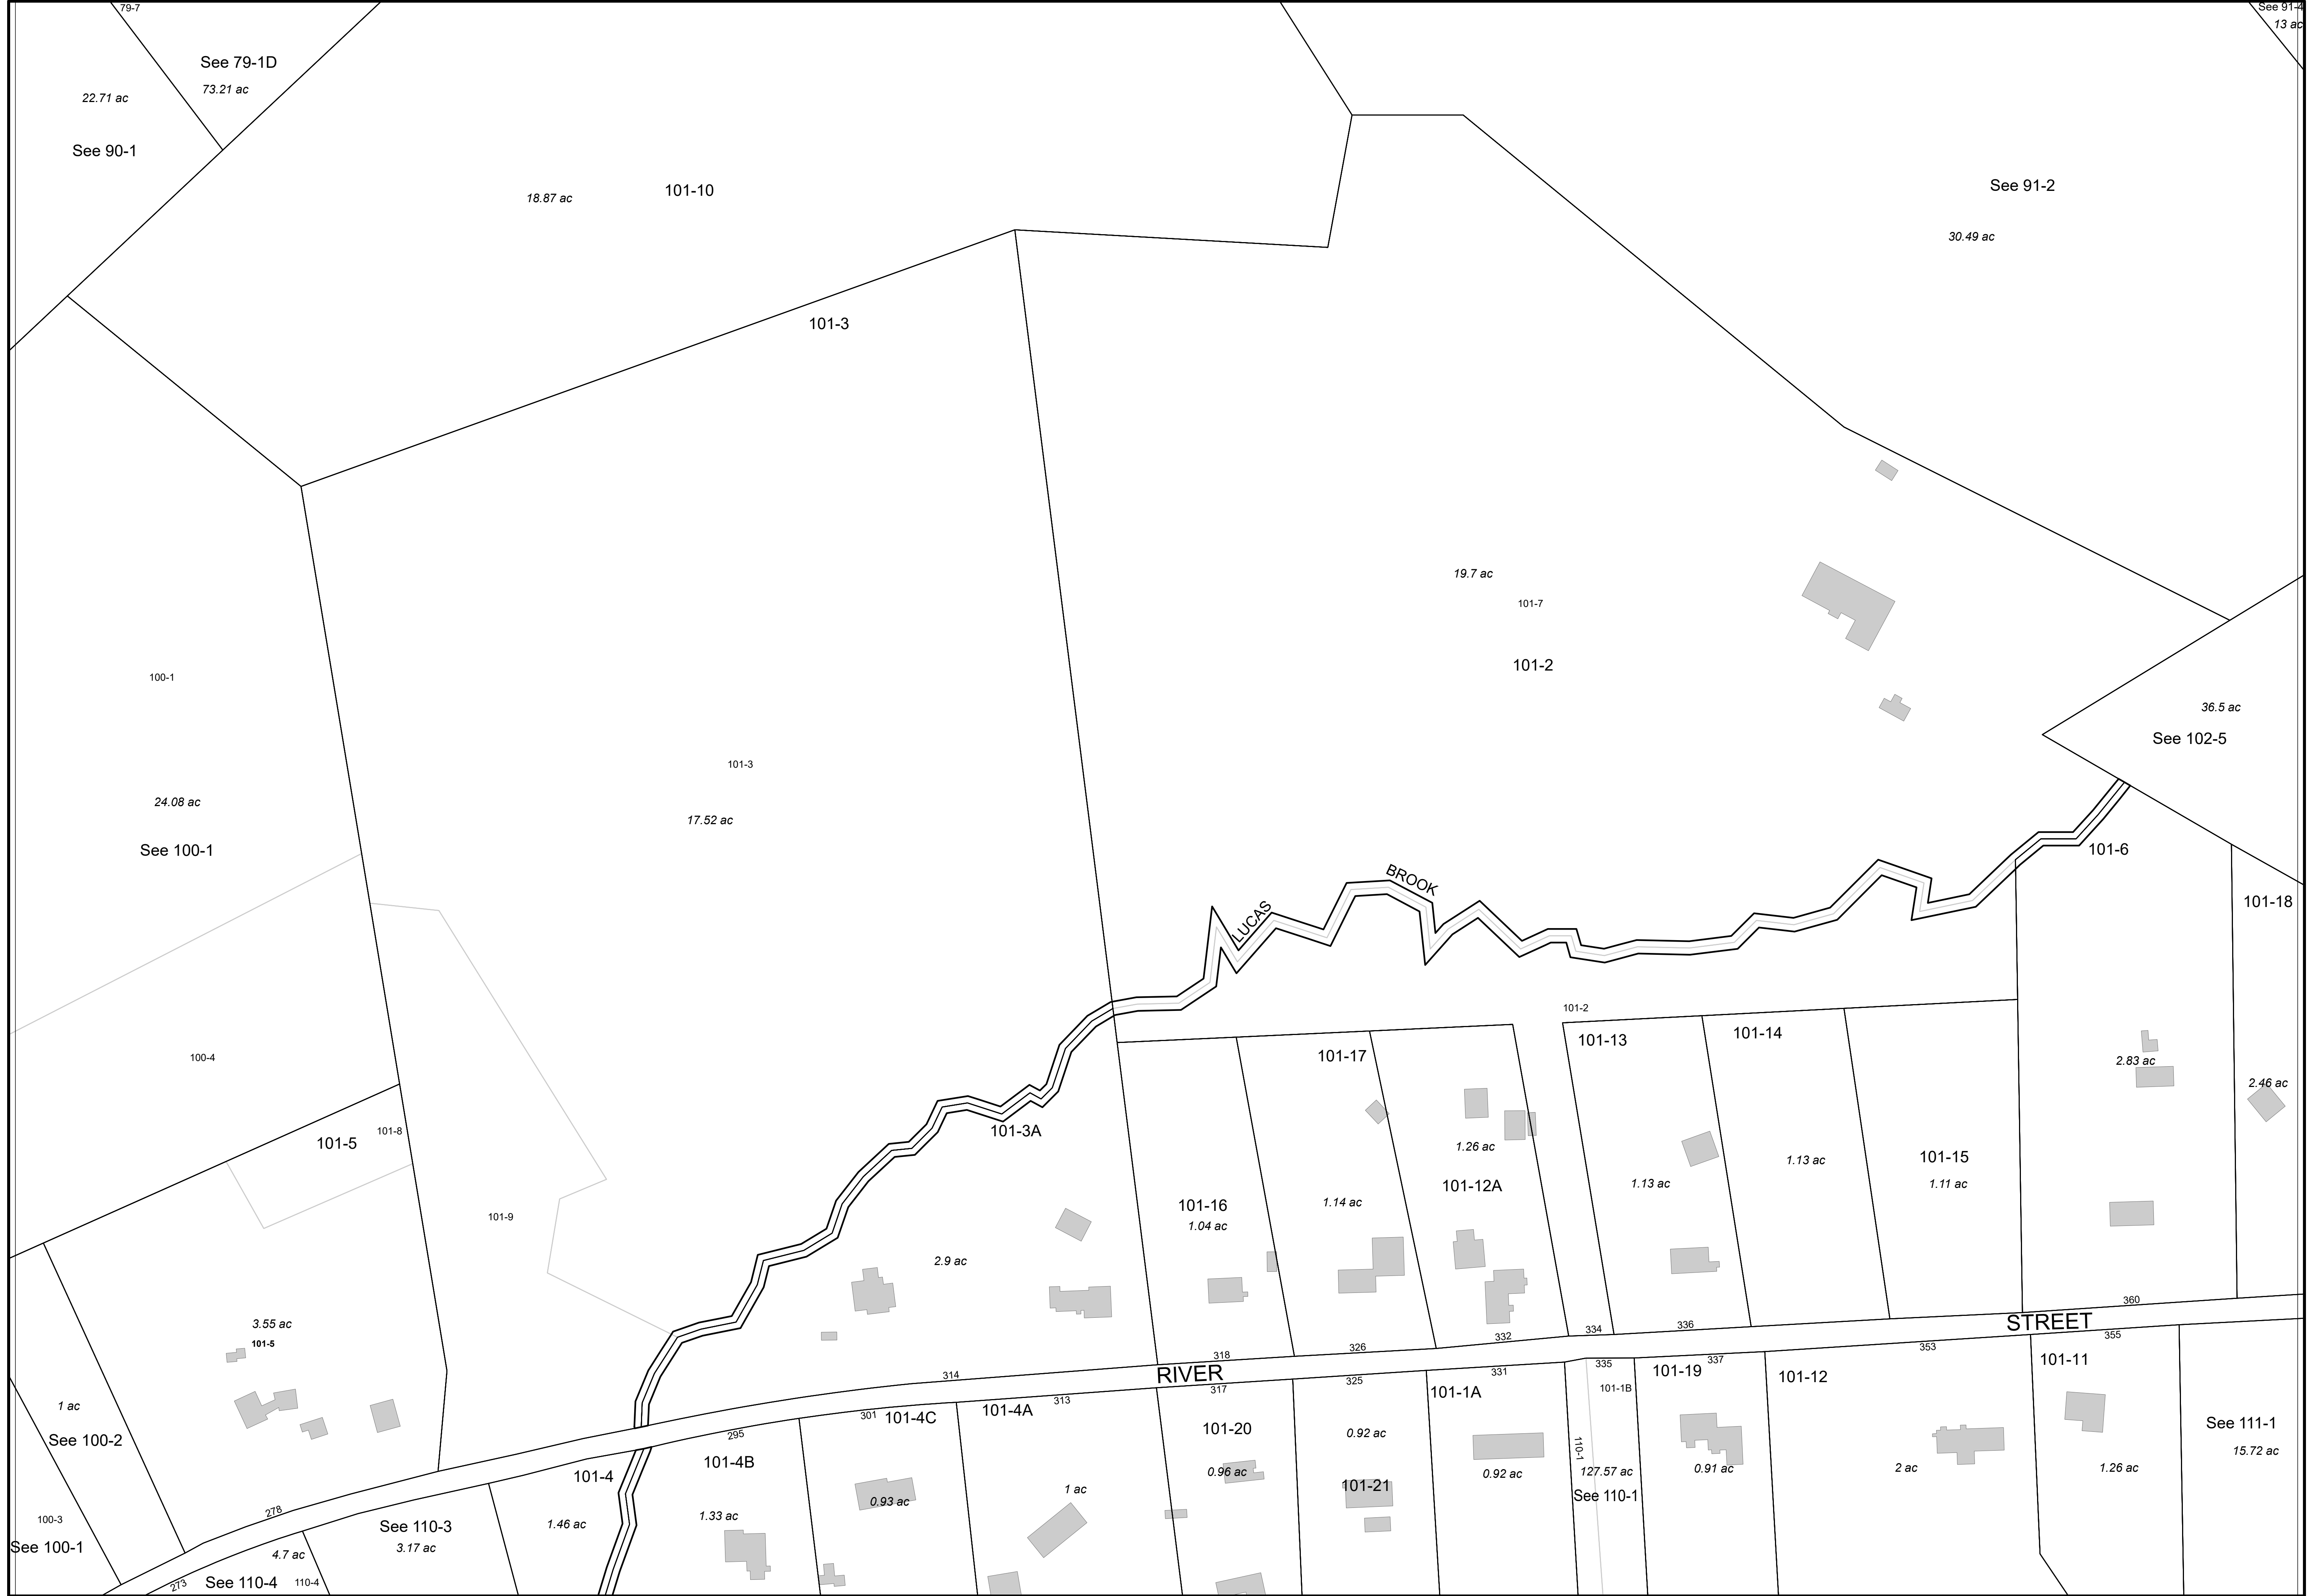 79-7
See 91-4
13 ac
See 79-1D
73.21 ac
22.71 ac
See 90-1
18.87 ac
101-10
See 91-2
30.49 ac
101-3
19.7 ac
101-7
101-2
100-1
36.5 ac
See 102-5
101-3
24.08 ac
17.52 ac
See 100-1
101-6
LUCAS BROOK
101-18
101-2
101-13
101-14
101-17
100-4
2.83 ac
2.46 ac
101-3A
101-8
101-5
1.26 ac
101-15
1.13 ac
1.13 ac
1.11 ac
101-12A
101-16
1.14 ac
101-9
1.04 ac
2.9 ac
360
3.55 ac
101-5
STREET
336
334
332
326
318
355
353
335
337
101-11
331
RIVER
314
325
317
101-1A
101-1B
101-19
101-12
313
1 ac
301
101-4C
101-4A
See 100-2
278
295
101-20
0.92 ac
See 111-1
15.72 ac
110-1
101-4
101-4B
0.96 ac
101-21
0.92 ac
127.57 ac
0.91 ac
2 ac
1.26 ac
See 110-1
0.93 ac
1 ac
1.33 ac
1.46 ac
100-3
See 110-3
3.17 ac
See 100-1
4.7 ac
273
See 110-4
110-4